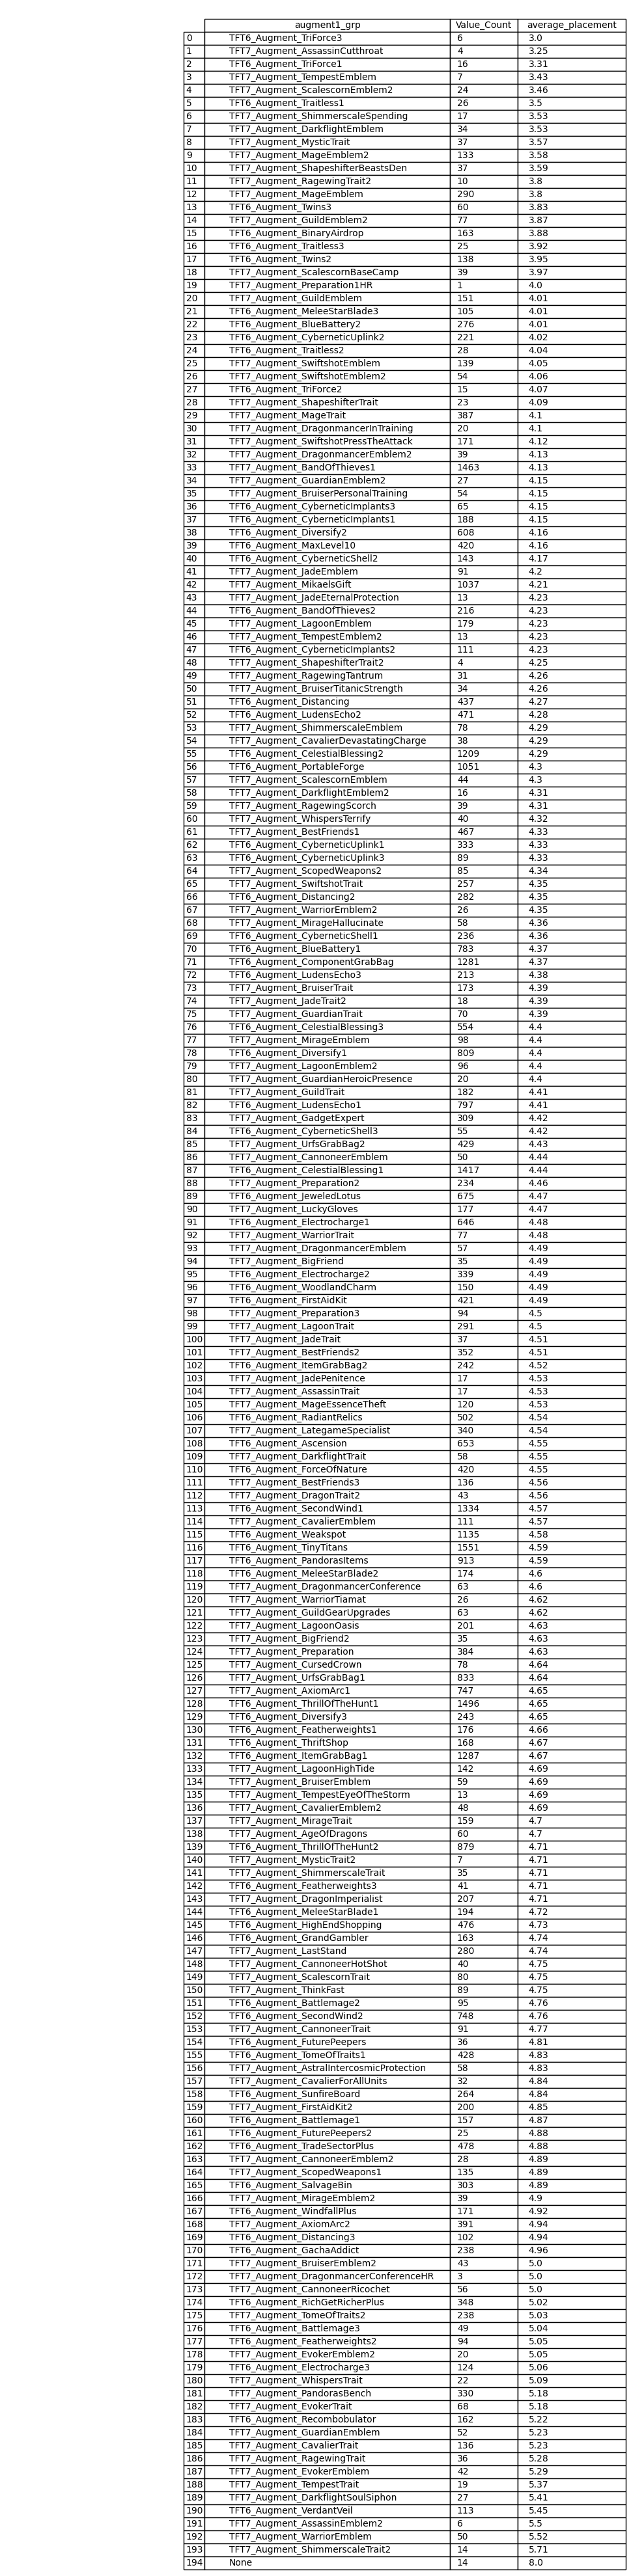 augment1_grp Value_Count average_placement
0 TFT6_Augment_TriForce3 6 3.0
1 TFT7_Augment_AssassinCutthroat 4 3.25
2 TFT6_Augment_TriForce1 16 3.31
3 TFT7_Augment_TempestEmblem 7 3.43
4 TFT7_Augment_ScalescornEmblem2 24 3.46
5 TFT6_Augment_Traitless1 26 3.5
6 TFT7_Augment_ShimmerscaleSpending 17 3.53
7 TFT7_Augment_DarkflightEmblem 34 3.53
8 TFT7_Augment_MysticTrait 37 3.57
9 TFT7_Augment_MageEmblem2 133 3.58
10 TFT7_Augment_ShapeshifterBeastsDen 37 3.59
11 TFT7_Augment_RagewingTrait2 10 3.8
12 TFT7_Augment_MageEmblem 290 3.8
13 TFT6_Augment_Twins3 60 3.83
14 TFT7_Augment_GuildEmblem2 77 3.87
15 TFT6_Augment_BinaryAirdrop 163 3.88
16 TFT6_Augment_Traitless3 25 3.92
17 TFT6_Augment_Twins2 138 3.95
18 TFT7_Augment_ScalescornBaseCamp 39 3.97
19 TFT7_Augment_Preparation1HR 1 4.0
20 TFT7_Augment_GuildEmblem 151 4.01
21 TFT6_Augment_MeleeStarBlade3 105 4.01
22 TFT6_Augment_BlueBattery2 276 4.01
23 TFT6_Augment_CyberneticUplink2 221 4.02
24 TFT6_Augment_Traitless2 28 4.04
25 TFT7_Augment_SwiftshotEmblem 139 4.05
26 TFT7_Augment_SwiftshotEmblem2 54 4.06
27 TFT6_Augment_TriForce2 15 4.07
28 TFT7_Augment_ShapeshifterTrait 23 4.09
29 TFT7_Augment_MageTrait 387 4.1
30 TFT7_Augment_DragonmancerInTraining 20 4.1
31 TFT7_Augment_SwiftshotPressTheAttack 171 4.12
32 TFT7_Augment_DragonmancerEmblem2 39 4.13
33 TFT6_Augment_BandOfThieves1 1463 4.13
34 TFT7_Augment_GuardianEmblem2 27 4.15
35 TFT7_Augment_BruiserPersonalTraining 54 4.15
36 TFT6_Augment_CyberneticImplants3 65 4.15
37 TFT6_Augment_CyberneticImplants1 188 4.15
38 TFT6_Augment_Diversify2 608 4.16
39 TFT6_Augment_MaxLevel10 420 4.16
40 TFT6_Augment_CyberneticShell2 143 4.17
41 TFT7_Augment_JadeEmblem 91 4.2
42 TFT7_Augment_MikaelsGift 1037 4.21
43 TFT7_Augment_JadeEternalProtection 13 4.23
44 TFT6_Augment_BandOfThieves2 216 4.23
45 TFT7_Augment_LagoonEmblem 179 4.23
46 TFT7_Augment_TempestEmblem2 13 4.23
47 TFT6_Augment_CyberneticImplants2 111 4.23
48 TFT7_Augment_ShapeshifterTrait2 4 4.25
49 TFT7_Augment_RagewingTantrum 31 4.26
50 TFT7_Augment_BruiserTitanicStrength 34 4.26
51 TFT6_Augment_Distancing 437 4.27
52 TFT6_Augment_LudensEcho2 471 4.28
53 TFT7_Augment_ShimmerscaleEmblem 78 4.29
54 TFT7_Augment_CavalierDevastatingCharge 38 4.29
55 TFT6_Augment_CelestialBlessing2 1209 4.29
56 TFT6_Augment_PortableForge 1051 4.3
57 TFT7_Augment_ScalescornEmblem 44 4.3
58 TFT7_Augment_DarkflightEmblem2 16 4.31
59 TFT7_Augment_RagewingScorch 39 4.31
60 TFT7_Augment_WhispersTerrify 40 4.32
61 TFT7_Augment_BestFriends1 467 4.33
62 TFT6_Augment_CyberneticUplink1 333 4.33
63 TFT6_Augment_CyberneticUplink3 89 4.33
64 TFT7_Augment_ScopedWeapons2 85 4.34
65 TFT7_Augment_SwiftshotTrait 257 4.35
66 TFT6_Augment_Distancing2 282 4.35
67 TFT7_Augment_WarriorEmblem2 26 4.35
68 TFT7_Augment_MirageHallucinate 58 4.36
69 TFT6_Augment_CyberneticShell1 236 4.36
70 TFT6_Augment_BlueBattery1 783 4.37
71 TFT6_Augment_ComponentGrabBag 1281 4.37
72 TFT6_Augment_LudensEcho3 213 4.38
73 TFT7_Augment_BruiserTrait 173 4.39
74 TFT7_Augment_JadeTrait2 18 4.39
75 TFT7_Augment_GuardianTrait 70 4.39
76 TFT6_Augment_CelestialBlessing3 554 4.4
77 TFT7_Augment_MirageEmblem 98 4.4
78 TFT6_Augment_Diversify1 809 4.4
79 TFT7_Augment_LagoonEmblem2 96 4.4
80 TFT7_Augment_GuardianHeroicPresence 20 4.4
81 TFT7_Augment_GuildTrait 182 4.41
82 TFT6_Augment_LudensEcho1 797 4.41
83 TFT7_Augment_GadgetExpert 309 4.42
84 TFT6_Augment_CyberneticShell3 55 4.42
85 TFT7_Augment_UrfsGrabBag2 429 4.43
86 TFT7_Augment_CannoneerEmblem 50 4.44
87 TFT6_Augment_CelestialBlessing1 1417 4.44
88 TFT7_Augment_Preparation2 234 4.46
89 TFT6_Augment_JeweledLotus 675 4.47
90 TFT7_Augment_LuckyGloves 177 4.47
91 TFT6_Augment_Electrocharge1 646 4.48
92 TFT7_Augment_WarriorTrait 77 4.48
93 TFT7_Augment_DragonmancerEmblem 57 4.49
94 TFT7_Augment_BigFriend 35 4.49
95 TFT6_Augment_Electrocharge2 339 4.49
96 TFT6_Augment_WoodlandCharm 150 4.49
97 TFT6_Augment_FirstAidKit 421 4.49
98 TFT7_Augment_Preparation3 94 4.5
99 TFT7_Augment_LagoonTrait 291 4.5
100 TFT7_Augment_JadeTrait 37 4.51
101 TFT7_Augment_BestFriends2 352 4.51
102 TFT6_Augment_ItemGrabBag2 242 4.52
103 TFT7_Augment_JadePenitence 17 4.53
104 TFT7_Augment_AssassinTrait 17 4.53
105 TFT7_Augment_MageEssenceTheft 120 4.53
106 TFT6_Augment_RadiantRelics 502 4.54
107 TFT7_Augment_LategameSpecialist 340 4.54
108 TFT6_Augment_Ascension 653 4.55
109 TFT7_Augment_DarkflightTrait 58 4.55
110 TFT6_Augment_ForceOfNature 420 4.55
111 TFT7_Augment_BestFriends3 136 4.56
112 TFT7_Augment_DragonTrait2 43 4.56
113 TFT6_Augment_SecondWind1 1334 4.57
114 TFT7_Augment_CavalierEmblem 111 4.57
115 TFT6_Augment_Weakspot 1135 4.58
116 TFT6_Augment_TinyTitans 1551 4.59
117 TFT6_Augment_PandorasItems 913 4.59
118 TFT6_Augment_MeleeStarBlade2 174 4.6
119 TFT7_Augment_DragonmancerConference 63 4.6
120 TFT7_Augment_WarriorTiamat 26 4.62
121 TFT7_Augment_GuildGearUpgrades 63 4.62
122 TFT7_Augment_LagoonOasis 201 4.63
123 TFT7_Augment_BigFriend2 35 4.63
124 TFT7_Augment_Preparation 384 4.63
125 TFT7_Augment_CursedCrown 78 4.64
126 TFT7_Augment_UrfsGrabBag1 833 4.64
127 TFT7_Augment_AxiomArc1 747 4.65
128 TFT6_Augment_ThrillOfTheHunt1 1496 4.65
129 TFT6_Augment_Diversify3 243 4.65
130 TFT6_Augment_Featherweights1 176 4.66
131 TFT6_Augment_ThriftShop 168 4.67
132 TFT6_Augment_ItemGrabBag1 1287 4.67
133 TFT7_Augment_LagoonHighTide 142 4.69
134 TFT7_Augment_BruiserEmblem 59 4.69
135 TFT7_Augment_TempestEyeOfTheStorm 13 4.69
136 TFT7_Augment_CavalierEmblem2 48 4.69
137 TFT7_Augment_MirageTrait 159 4.7
138 TFT7_Augment_AgeOfDragons 60 4.7
139 TFT6_Augment_ThrillOfTheHunt2 879 4.71
140 TFT7_Augment_MysticTrait2 7 4.71
141 TFT7_Augment_ShimmerscaleTrait 35 4.71
142 TFT6_Augment_Featherweights3 41 4.71
143 TFT7_Augment_DragonImperialist 207 4.71
144 TFT6_Augment_MeleeStarBlade1 194 4.72
145 TFT6_Augment_HighEndShopping 476 4.73
146 TFT6_Augment_GrandGambler 163 4.74
147 TFT7_Augment_LastStand 280 4.74
148 TFT7_Augment_CannoneerHotShot 40 4.75
149 TFT7_Augment_ScalescornTrait 80 4.75
150 TFT7_Augment_ThinkFast 89 4.75
151 TFT6_Augment_Battlemage2 95 4.76
152 TFT6_Augment_SecondWind2 748 4.76
153 TFT7_Augment_CannoneerTrait 91 4.77
154 TFT6_Augment_FuturePeepers 36 4.81
155 TFT6_Augment_TomeOfTraits1 428 4.83
156 TFT7_Augment_AstralIntercosmicProtection 58 4.83
157 TFT7_Augment_CavalierForAllUnits 32 4.84
158 TFT6_Augment_SunfireBoard 264 4.84
159 TFT7_Augment_FirstAidKit2 200 4.85
160 TFT6_Augment_Battlemage1 157 4.87
161 TFT6_Augment_FuturePeepers2 25 4.88
162 TFT6_Augment_TradeSectorPlus 478 4.88
163 TFT7_Augment_CannoneerEmblem2 28 4.89
164 TFT7_Augment_ScopedWeapons1 135 4.89
165 TFT6_Augment_SalvageBin 303 4.89
166 TFT7_Augment_MirageEmblem2 39 4.9
167 TFT6_Augment_WindfallPlus 171 4.92
168 TFT7_Augment_AxiomArc2 391 4.94
169 TFT6_Augment_Distancing3 102 4.94
170 TFT6_Augment_GachaAddict 238 4.96
171 TFT7_Augment_BruiserEmblem2 43 5.0
172 TFT7_Augment_DragonmancerConferenceHR 3 5.0
173 TFT7_Augment_CannoneerRicochet 56 5.0
174 TFT6_Augment_RichGetRicherPlus 348 5.02
175 TFT7_Augment_TomeOfTraits2 238 5.03
176 TFT6_Augment_Battlemage3 49 5.04
177 TFT6_Augment_Featherweights2 94 5.05
178 TFT7_Augment_EvokerEmblem2 20 5.05
179 TFT6_Augment_Electrocharge3 124 5.06
180 TFT7_Augment_WhispersTrait 22 5.09
181 TFT7_Augment_PandorasBench 330 5.18
182 TFT7_Augment_EvokerTrait 68 5.18
183 TFT6_Augment_Recombobulator 162 5.22
184 TFT7_Augment_GuardianEmblem 52 5.23
185 TFT7_Augment_CavalierTrait 136 5.23
186 TFT7_Augment_RagewingTrait 36 5.28
187 TFT7_Augment_EvokerEmblem 42 5.29
188 TFT7_Augment_TempestTrait 19 5.37
189 TFT7_Augment_DarkflightSoulSiphon 27 5.41
190 TFT6_Augment_VerdantVeil 113 5.45
191 TFT7_Augment_AssassinEmblem2 6 5.5
192 TFT7_Augment_WarriorEmblem 50 5.52
193 TFT7_Augment_ShimmerscaleTrait2 14 5.71
194 None 14 8.0